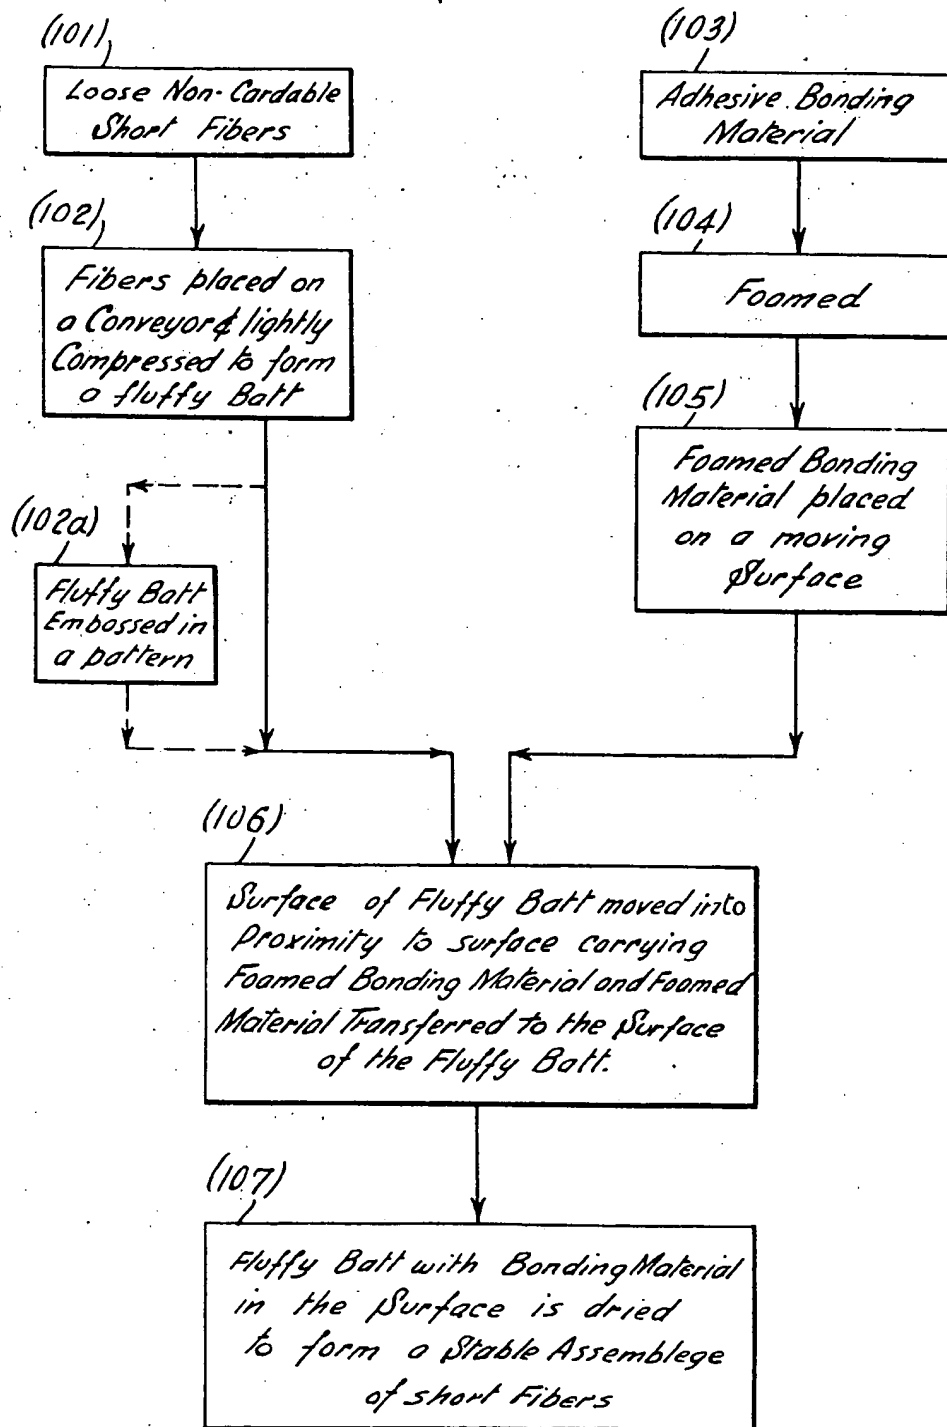 (101)
Loose Non-Cardable
Short Fibers
(102)
Fibers placed on
a Conveyor & lightly
Compressed to form
a fluffy Batt
(102a)
Fluffy Batt
Embossed in
a pattern
(103)
Adhesive Bonding
Material
(104)
Foamed
(105)
Foamed Bonding
Material placed
on a moving
Surface
(106)
Surface of Fluffy Batt moved into
Proximity to surface carrying
Foamed Bonding Material and Foamed
Material Transferred to the Surface
of the Fluffy Batt.
(107)
Fluffy Batt with Bonding Material
in the Surface is dried
to form a Stable Assemblege
of short Fibers